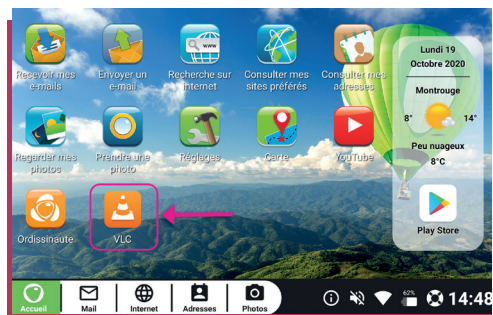 Recevoir mes
e-mails
Envoyer un
e-mail
Recherche sur
internet
www
Consulter mes
sites préférés
Consulter mes
adresses
Regarder mes
photos
Prendre une
photo
Réglages
Carte
YouTube
Ordissinaute
VLC
Lundi 19
Octobre 2020
Montrouge
8°
14°
Peu nuageux
8°C
Play Store
Accueil
Mail
Internet
Adresses
Photos
62%
14:48